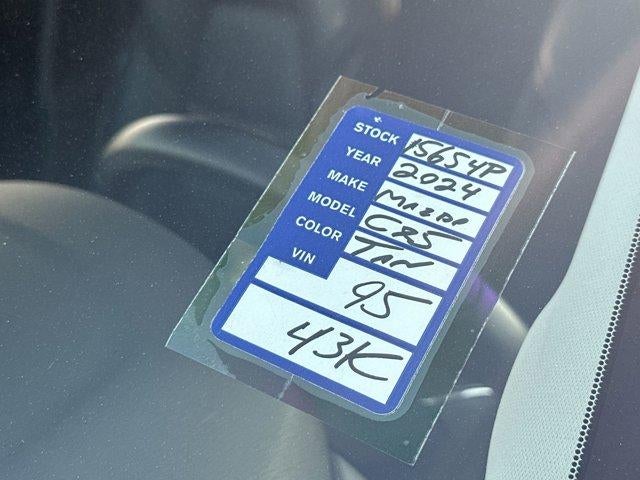 STOCK 15654P
YEAR 2024
MAKE MAZDA
MODEL CX5
COLOR TAN
VIN 95
43K